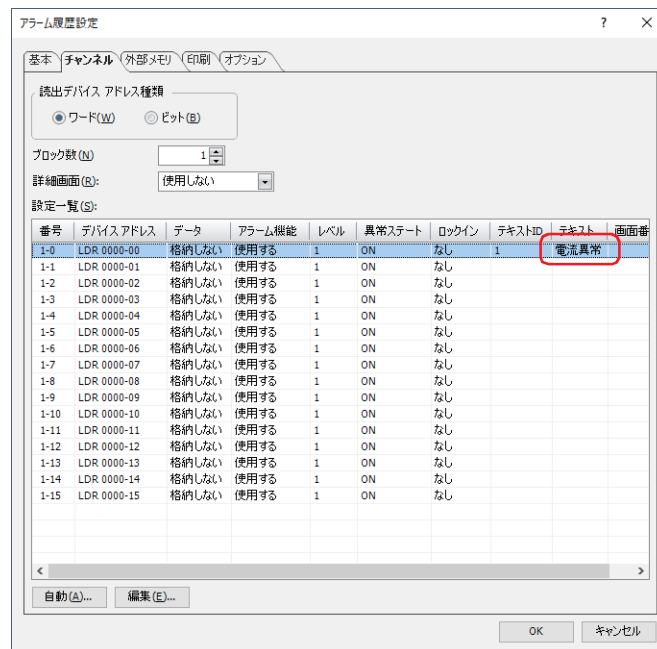 アラーム履歴設定 ? ×
基本 チャンネル 外部メモリ 印刷 オプション
読出デバイス アドレス種類
ワード(W) ビット(B)
ブロック数(N) 1
詳細画面(R): 使用しない
設定一覧(S):
番号 デバイスアドレス データ アラーム機能 レベル 異常ステート ロックイン テキストID テキスト 画面番
1-0 LDR 0000-00 格納しない 使用する 1 ON なし 1 電流異常
1-1 LDR 0000-01 格納しない 使用する 1 ON なし
1-2 LDR 0000-02 格納しない 使用する 1 ON なし
1-3 LDR 0000-03 格納しない 使用する 1 ON なし
1-4 LDR 0000-04 格納しない 使用する 1 ON なし
1-5 LDR 0000-05 格納しない 使用する 1 ON なし
1-6 LDR 0000-06 格納しない 使用する 1 ON なし
1-7 LDR 0000-07 格納しない 使用する 1 ON なし
1-8 LDR 0000-08 格納しない 使用する 1 ON なし
1-9 LDR 0000-09 格納しない 使用する 1 ON なし
1-10 LDR 0000-10 格納しない 使用する 1 ON なし
1-11 LDR 0000-11 格納しない 使用する 1 ON なし
1-12 LDR 0000-12 格納しない 使用する 1 ON なし
1-13 LDR 0000-13 格納しない 使用する 1 ON なし
1-14 LDR 0000-14 格納しない 使用する 1 ON なし
1-15 LDR 0000-15 格納しない 使用する 1 ON なし
自動(A)... 編集(E)...
OK キャンセル